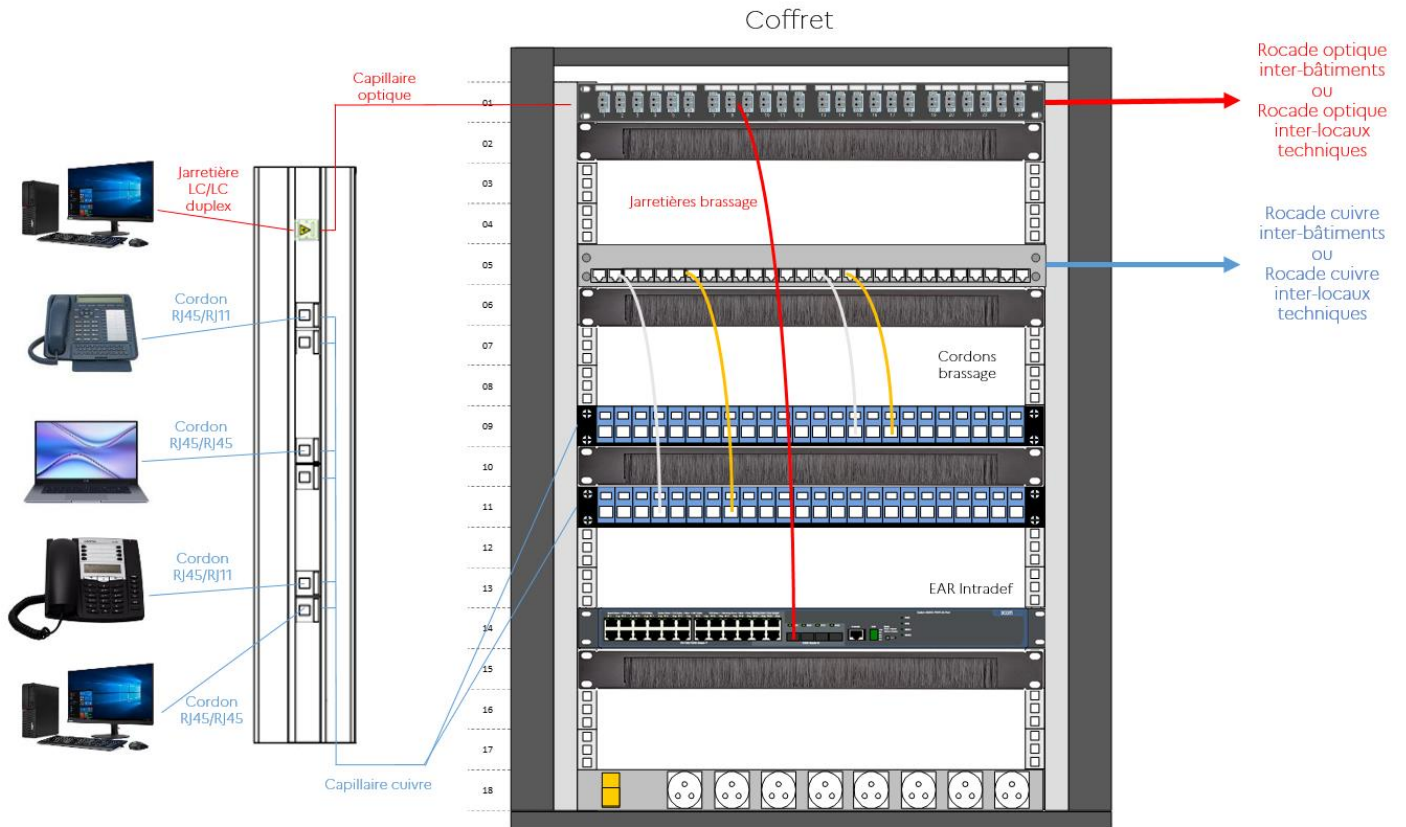 Coffret
Capillaire
optique
Rocade optique
inter-bâtiments
ou
Rocade optique
inter-locaux
techniques
Jarretière
LC/LC
duplex
Jarretières brassage
Rocade cuivre
inter-bâtiments
ou
Rocade cuivre
inter-locaux
techniques
Cordon
RJ45/RJ11
Cordons
brassage
Cordon
RJ45/RJ45
Cordon
RJ45/RJ11
EAR Intradef
Cordon
RJ45/RJ45
Capillaire cuivre
01
02
03
04
05
06
07
08
09
10
11
12
13
14
15
16
17
18